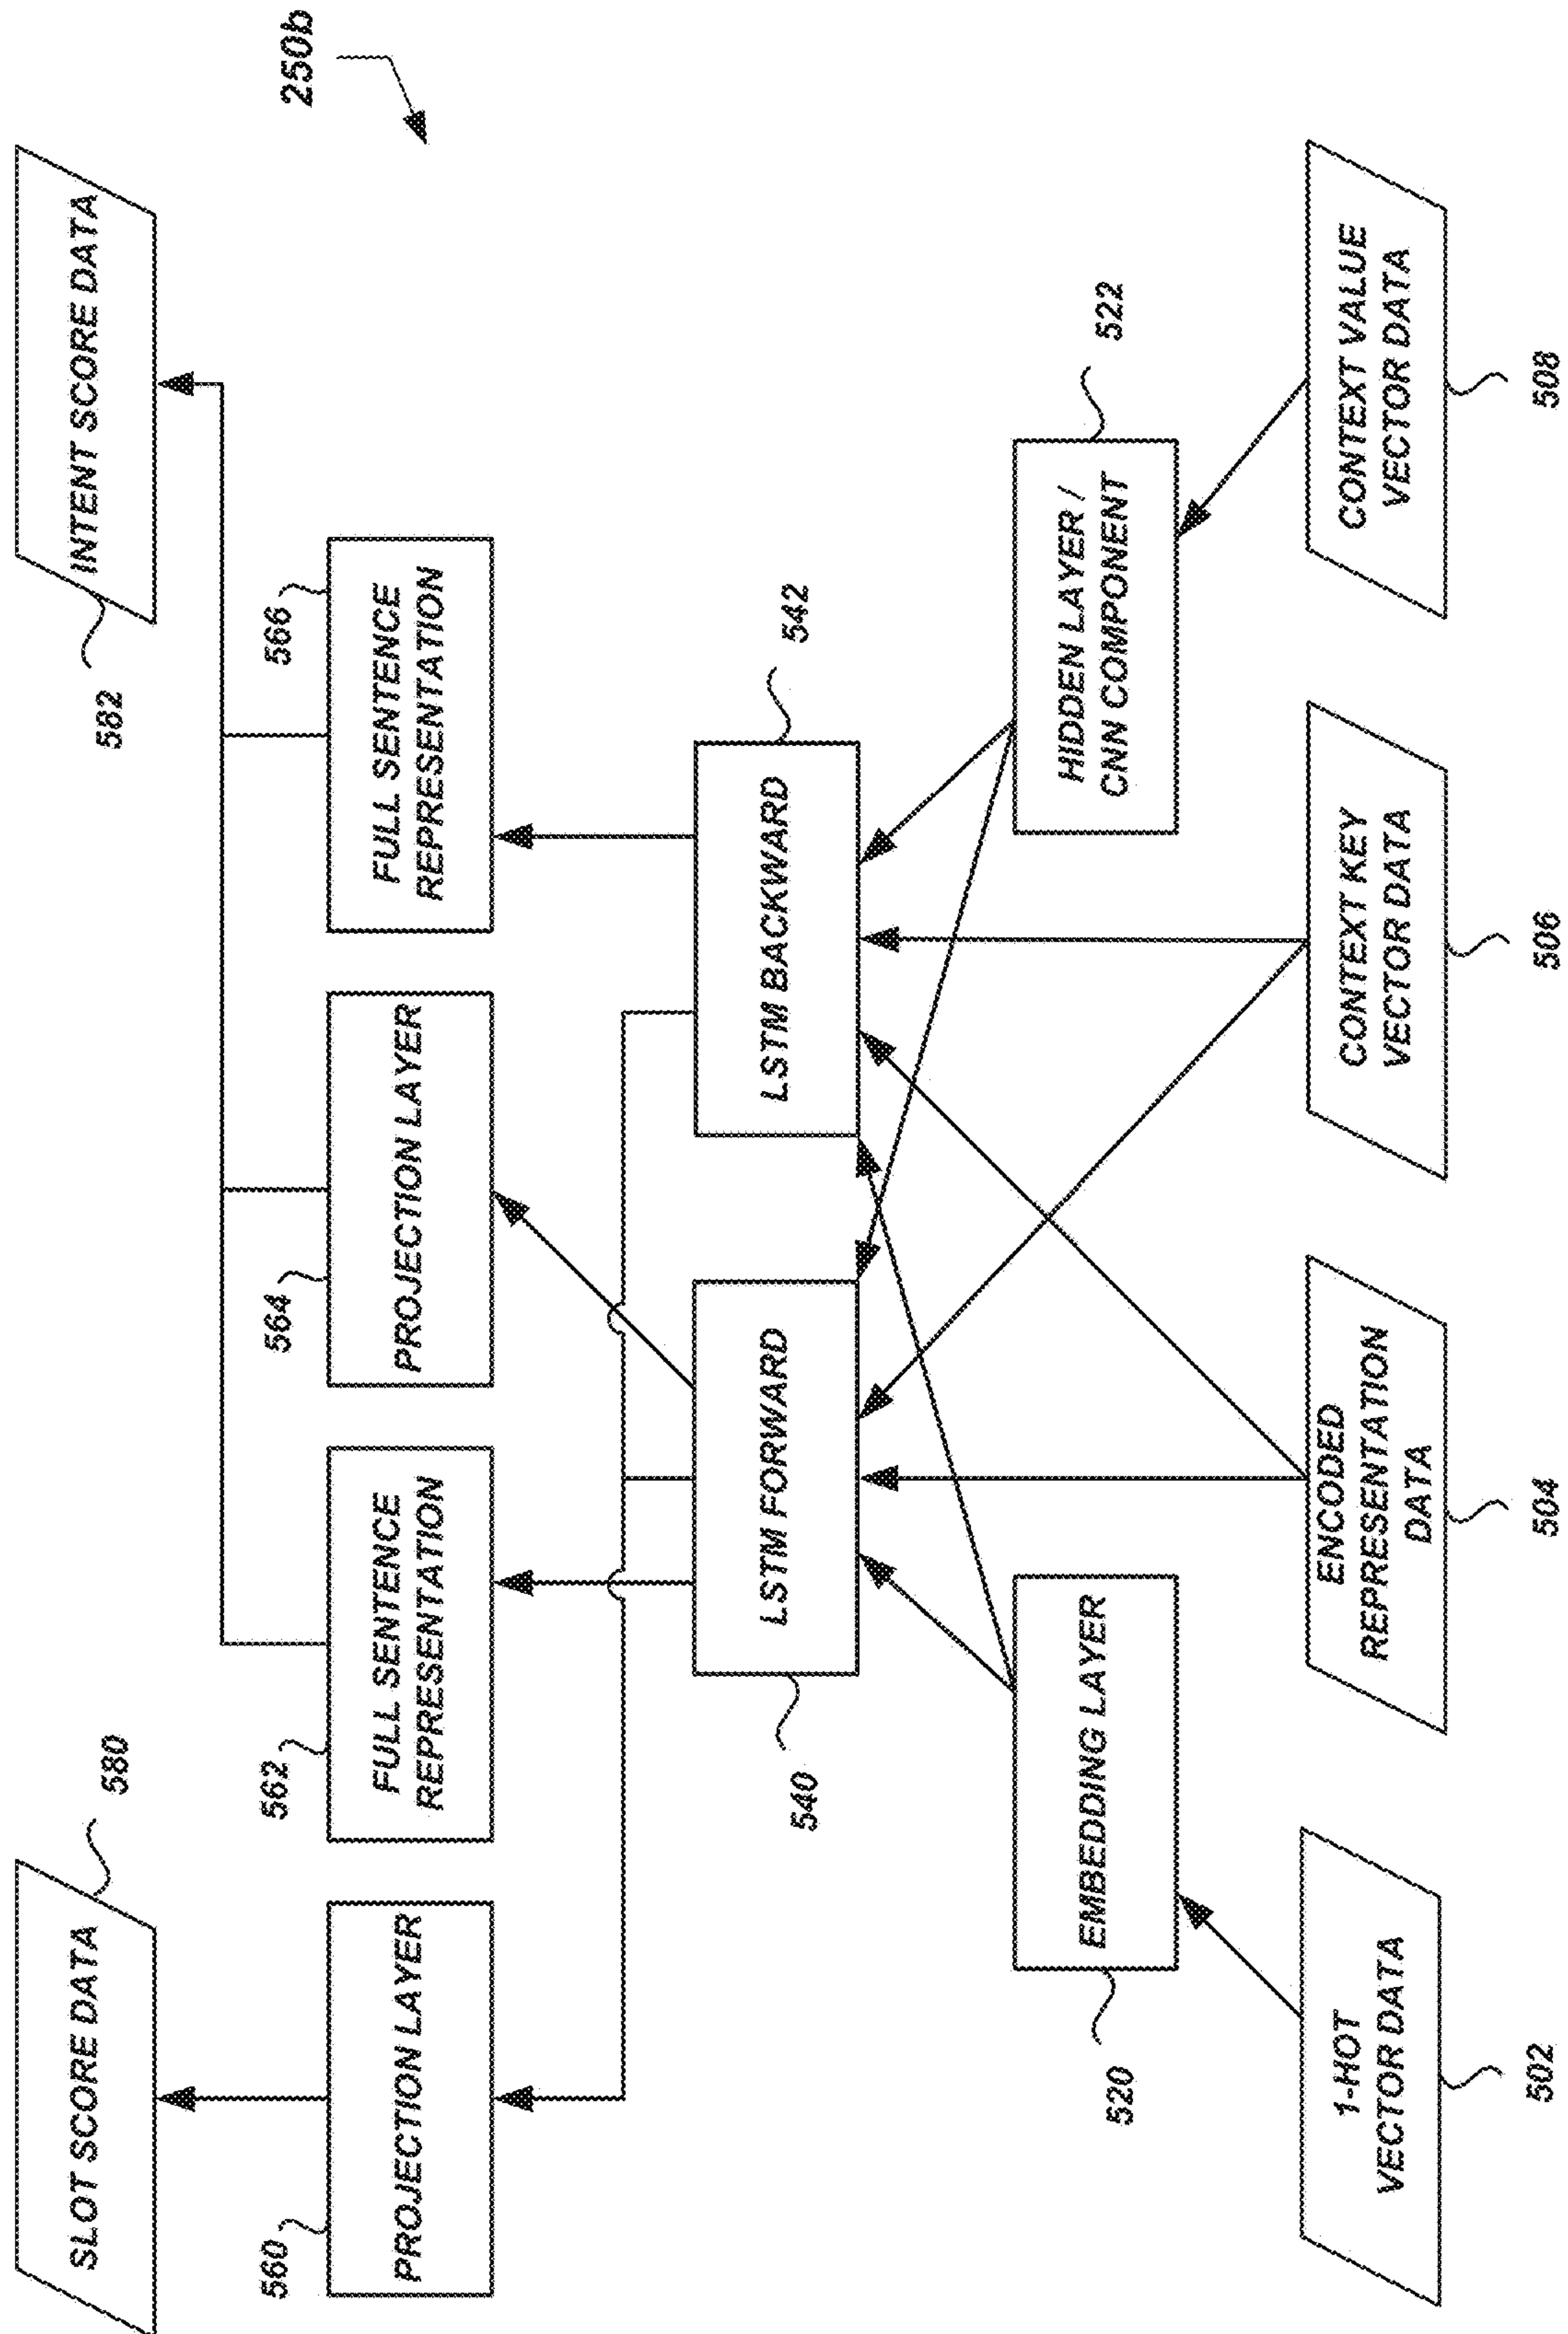 250b
SLOT SCORE DATA
580
INTENT SCORE DATA
582
560
PROJECTION LAYER
562
FULL SENTENCE
REPRESENTATION
564
PROJECTION LAYER
566
FULL SENTENCE
REPRESENTATION
LSTM FORWARD
540
LSTM BACKWARD
542
EMBEDDING LAYER
520
HIDDEN LAYER /
CNN COMPONENT
522
1-HOT
VECTOR DATA
502
ENCODED
REPRESENTATION
DATA
504
CONTEXT KEY
VECTOR DATA
506
CONTEXT VALUE
VECTOR DATA
508